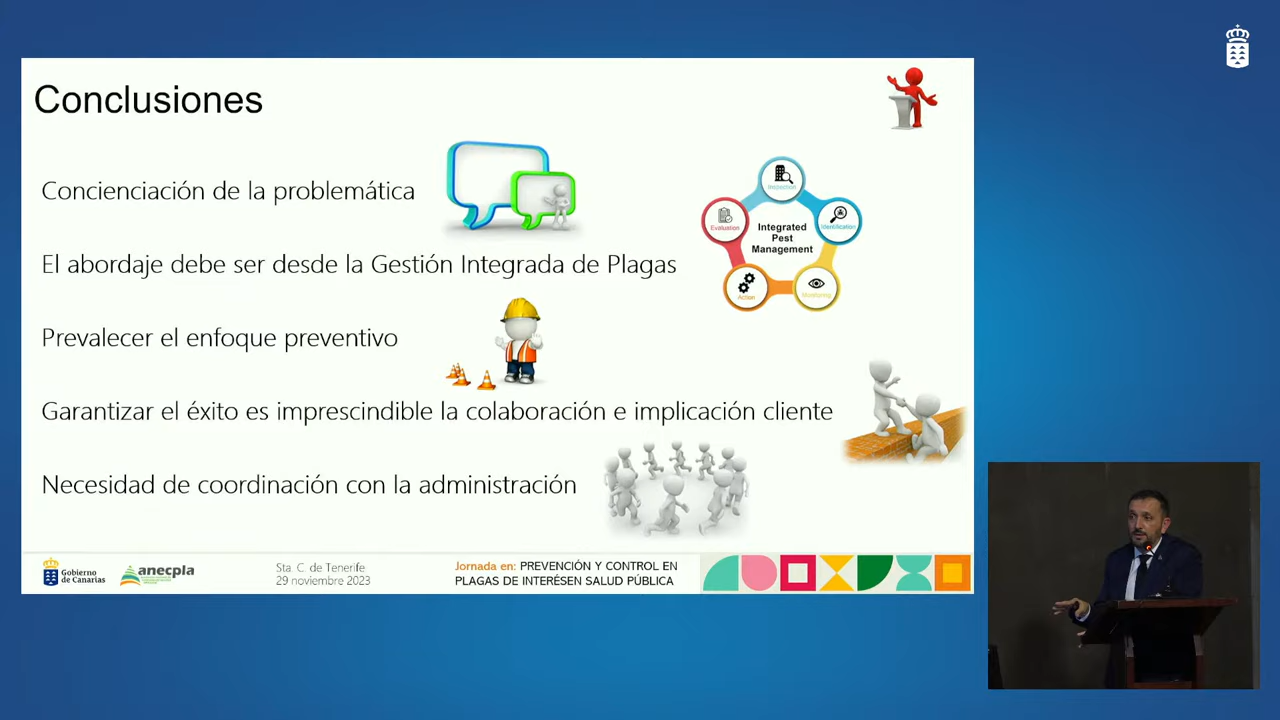 Conclusiones
Concienciación de la problemática
El abordaje debe ser desde la Gestión Integrada de Plagas
Prevalecer el enfoque preventivo
Garantizar el éxito es imprescindible la colaboración e implicación cliente
Necesidad de coordinación con la administración
Inspection
Evaluation
Identification
Integrated
Pest
Management
Action
Monitoring
Gobierno
de Canarias
anecpla
Sta. C. de Tenerife
29 noviembre 2023
Jornada en: PREVENCIÓN Y CONTROL EN
PLAGAS DE INTERÉSEN SALUD PÚBLICA